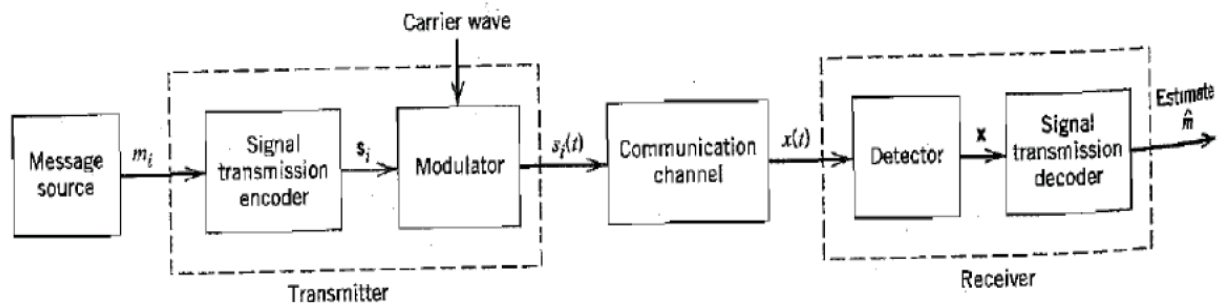 Carrier wave
Message
source
m_i
Signal
transmission
encoder
s_i
Modulator
s_i(t)
Communication
channel
x(t)
Detector
x
Signal
transmission
decoder
Estimate
m̂
Transmitter
Receiver